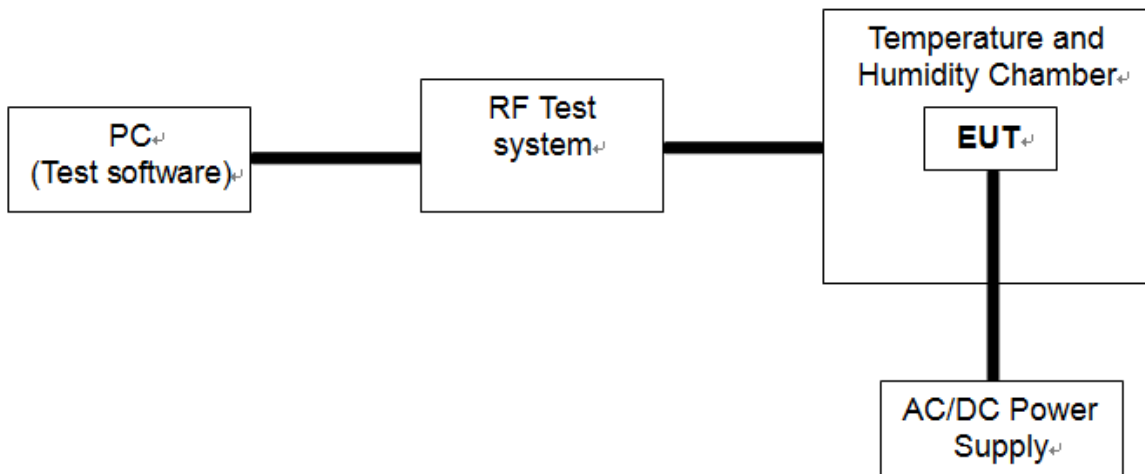 PC
(Test software)
RF Test
system
Temperature and
Humidity Chamber
EUT
AC/DC Power
Supply